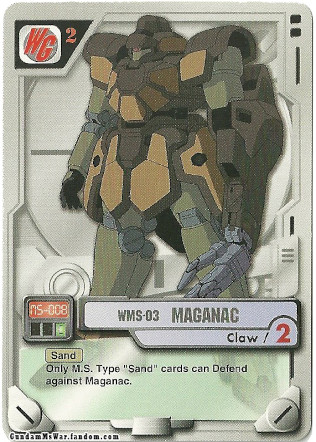 WG 2
MS-008
WMS-03 MAGANAC
Claw / 2
Sand
Only M.S. Type "Sand" cards can Defend
against Maganac.
GundamMsWar.fandom.com